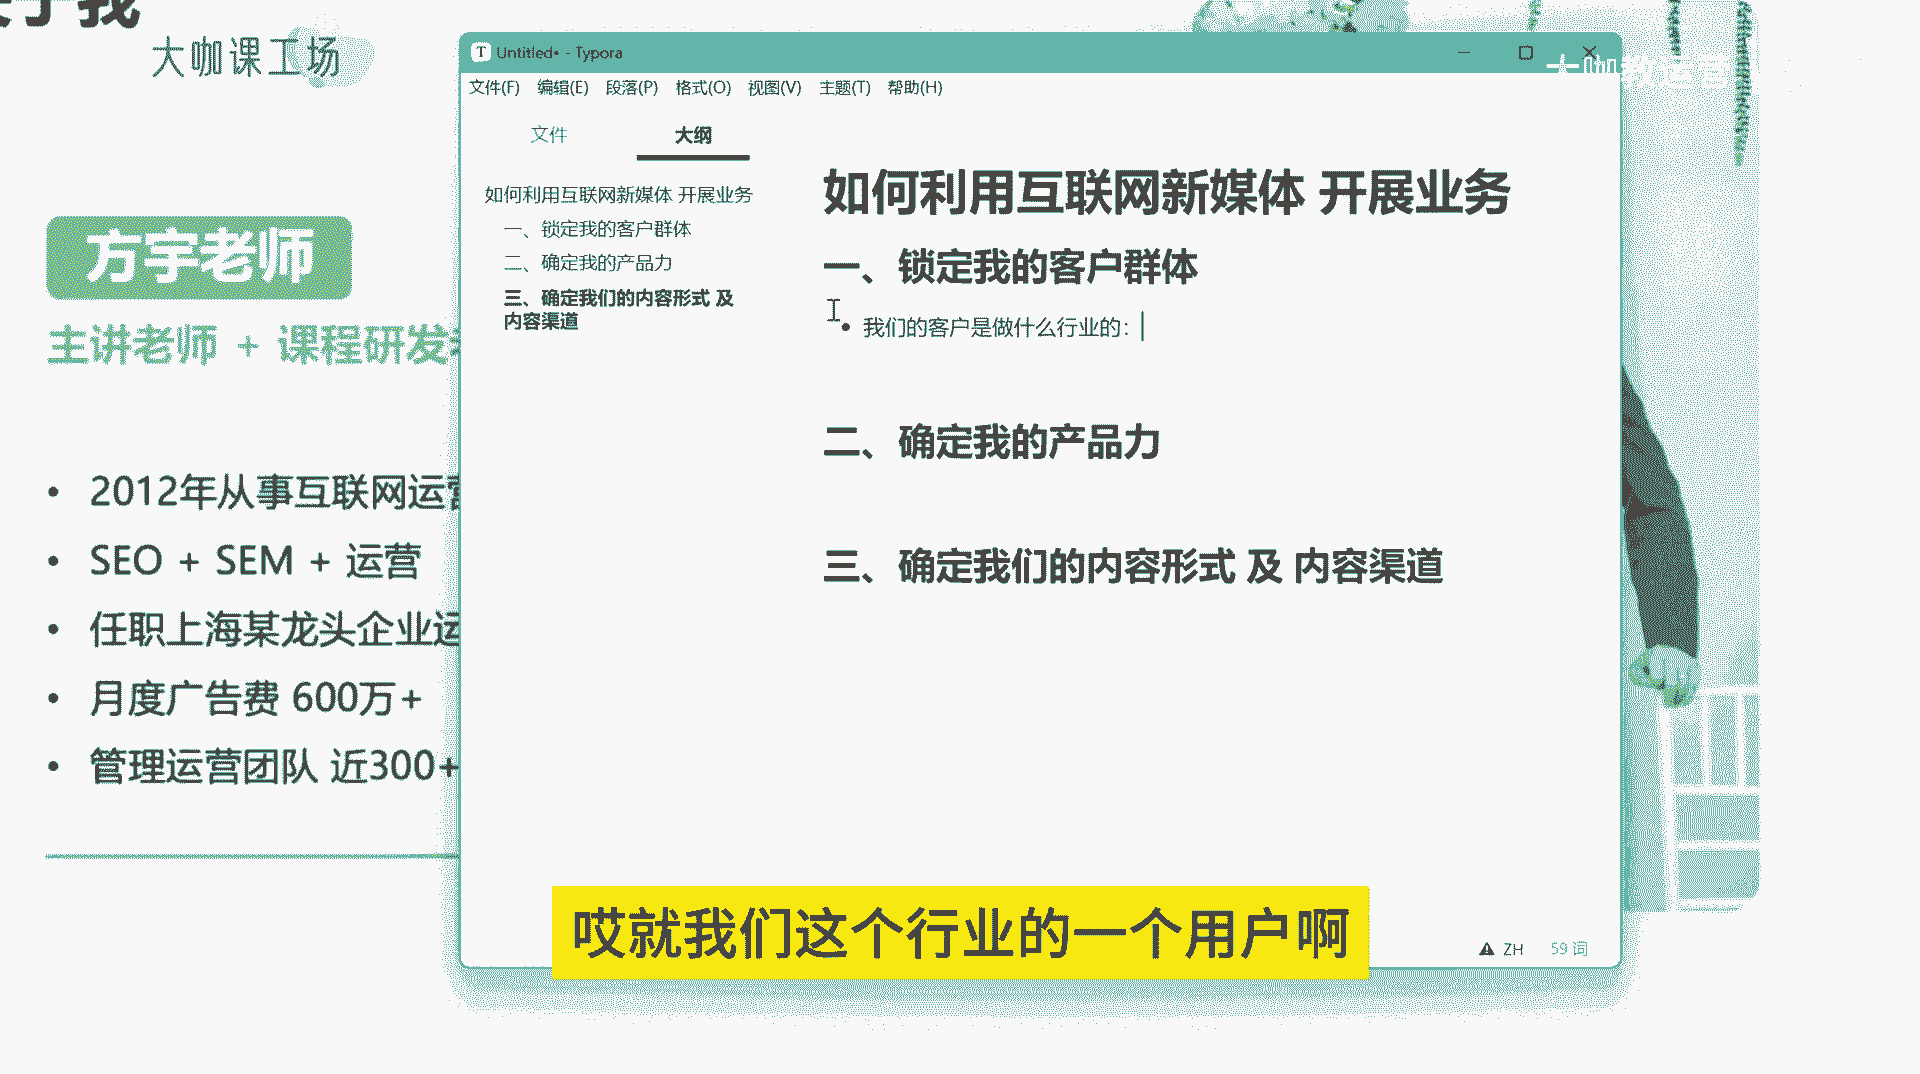 大咖课工场
方宇老师
主讲老师 + 课程研发
2012年从事互联网运营
SEO + SEM + 运营
任职上海某龙头企业运
月度广告费 600万+
管理运营团队 近300+
Untitled• - Typora
文件(F) 编辑(E) 段落(P) 格式(O) 视图(V) 主题(T) 帮助(H)
文件 大纲
如何利用互联网新媒体 开展业务
一、锁定我的客户群体
二、确定我的产品力
三、确定我们的内容形式 及
内容渠道
如何利用互联网新媒体 开展业务
一、锁定我的客户群体
• 我们的客户是做什么行业的：
二、确定我的产品力
三、确定我们的内容形式 及 内容渠道
ZH 59 词
哎就我们这个行业的一个用户啊